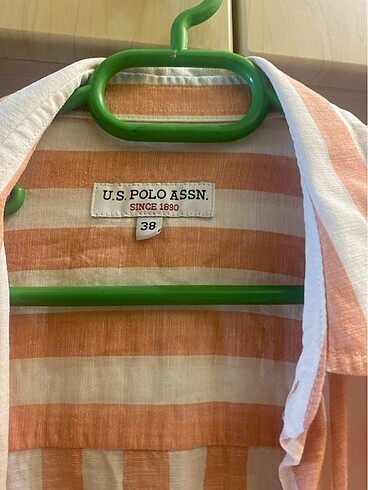 U.S. POLO ASSN.
SINCE 1890
38